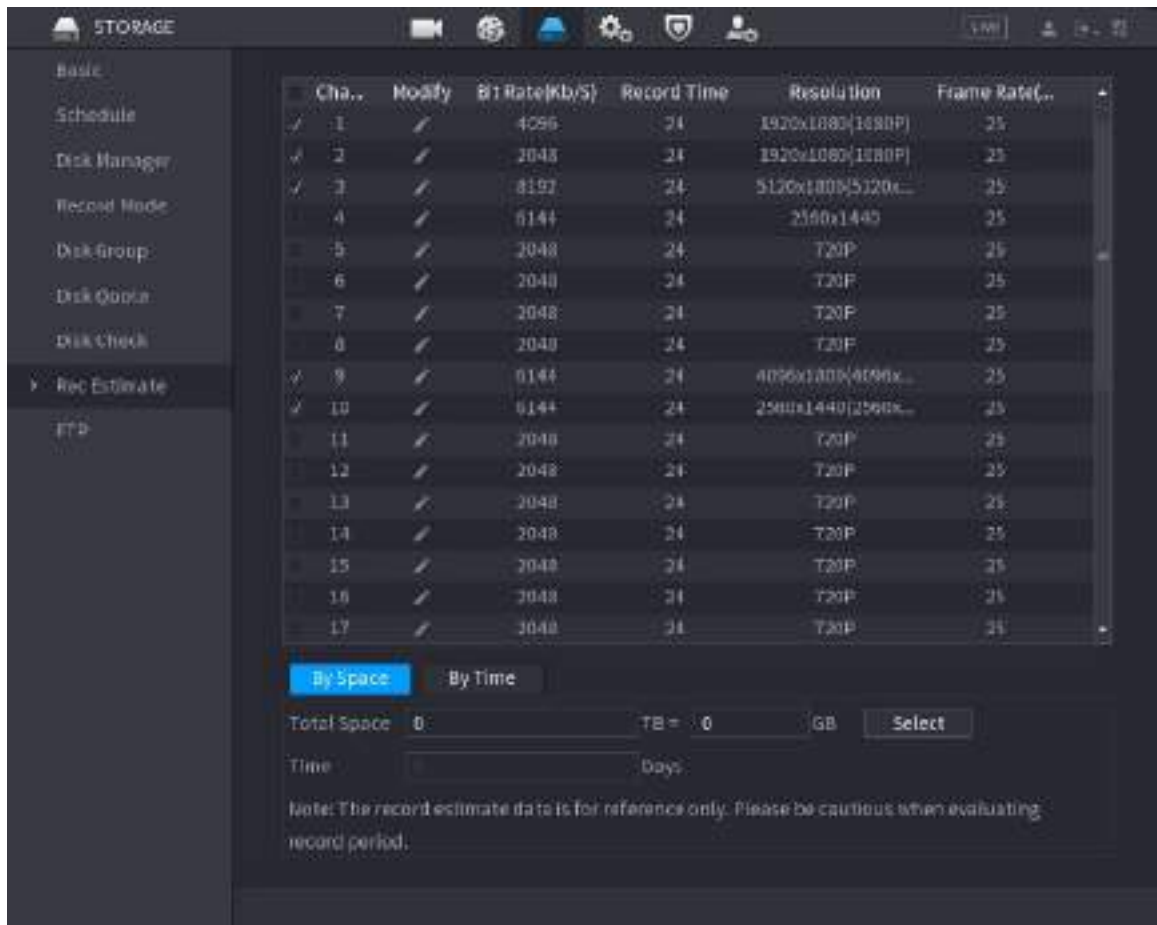 STORAGE LIVE
Basic
Schedule
Disk Manager
Record Mode
Disk Group
Disk Quota
Disk Check
Rec Estimate
FTP
Cha.. Modify Bit Rate(Kb/S) Record Time Resolution Frame Rate(...
1 4096 24 1920x1080(1080P) 25
2 2048 24 1920x1080(1080P) 25
3 8192 24 5120x1800(5120x... 25
4 6144 24 2560x1440 25
5 2048 24 720P 25
6 2048 24 720P 25
7 2048 24 720P 25
8 2048 24 720P 25
9 6144 24 4096x1800(4096x... 25
10 6144 24 2560x1440(2560x... 25
11 2048 24 720P 25
12 2048 24 720P 25
13 2048 24 720P 25
14 2048 24 720P 25
15 2048 24 720P 25
16 2048 24 720P 25
17 2048 24 720P 25
By Space By Time
Total Space 0 TB = 0 GB Select
Time Days
Note: The record estimate data is for reference only. Please be cautious when evaluating
record period.